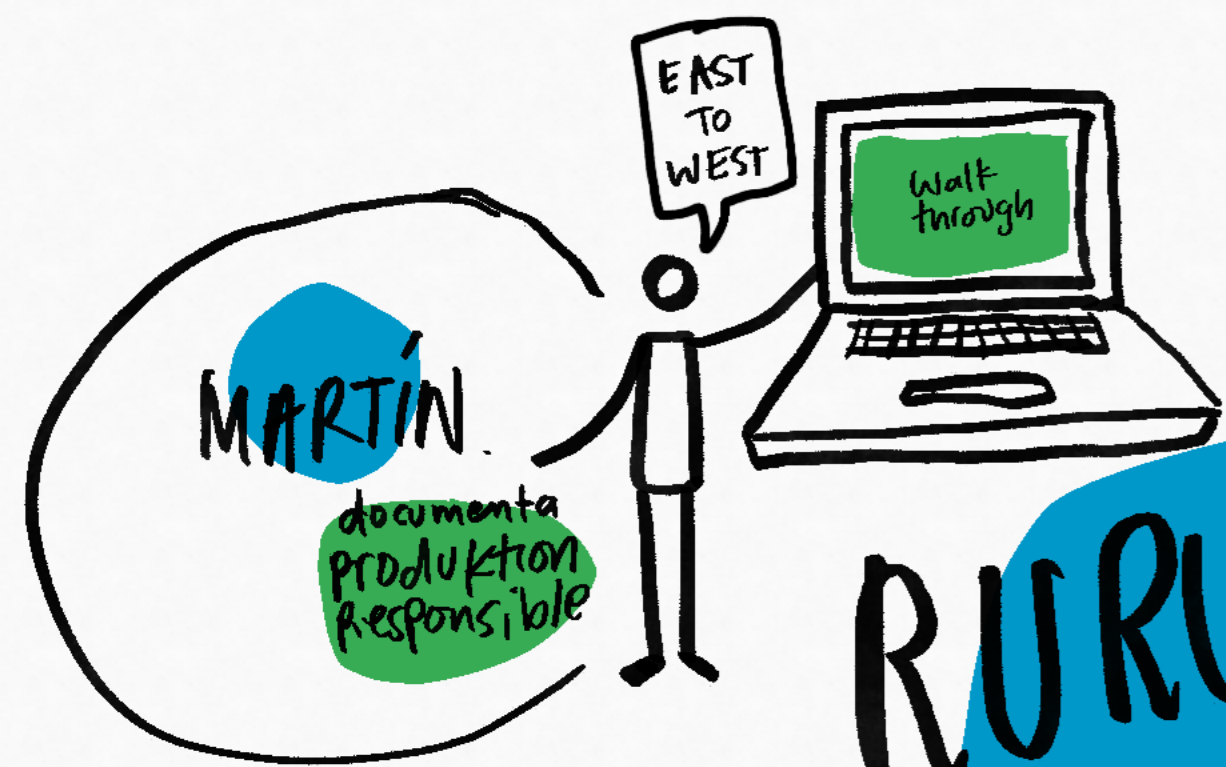 EAST
TO
WEST
Walk
through
MARTÍN.
documenta
produktion
Responsible
RURU